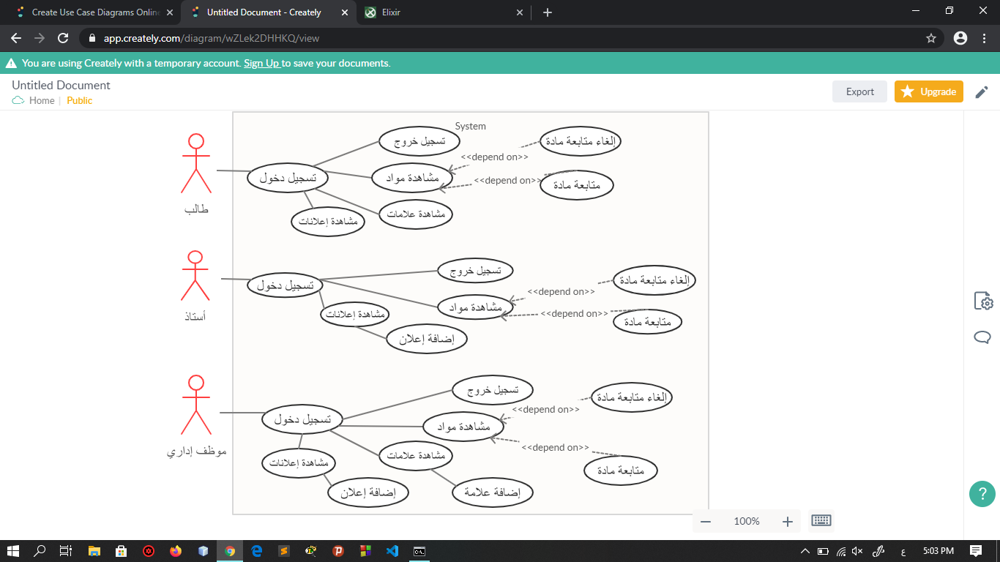 Create Use Case Diagrams Online
Untitled Document - Creately
Elixir
app.creately.com/diagram/wZLek2DHHKQ/view
You are using Creately with a temporary account. Sign Up to save your documents.
Untitled Document
Home | Public
Export
Upgrade
System
تسجيل خروج
إلغاء متابعة مادة
<<depend on>>
تسجيل دخول
مشاهدة مواد
<<depend on>>
متابعة مادة
طالب
مشاهدة علامات
مشاهدة إعلانات
تسجيل خروج
إلغاء متابعة مادة
تسجيل دخول
<<depend on>>
مشاهدة مواد
<<depend on>>
متابعة مادة
أستاذ
مشاهدة إعلانات
إضافة إعلان
تسجيل خروج
إلغاء متابعة مادة
<<depend on>>
تسجيل دخول
مشاهدة مواد
<<depend on>>
موظف إداري
مشاهدة علامات
مشاهدة إعلانات
متابعة مادة
إضافة إعلان
إضافة علامة
100%
?
ع
5:03 PM